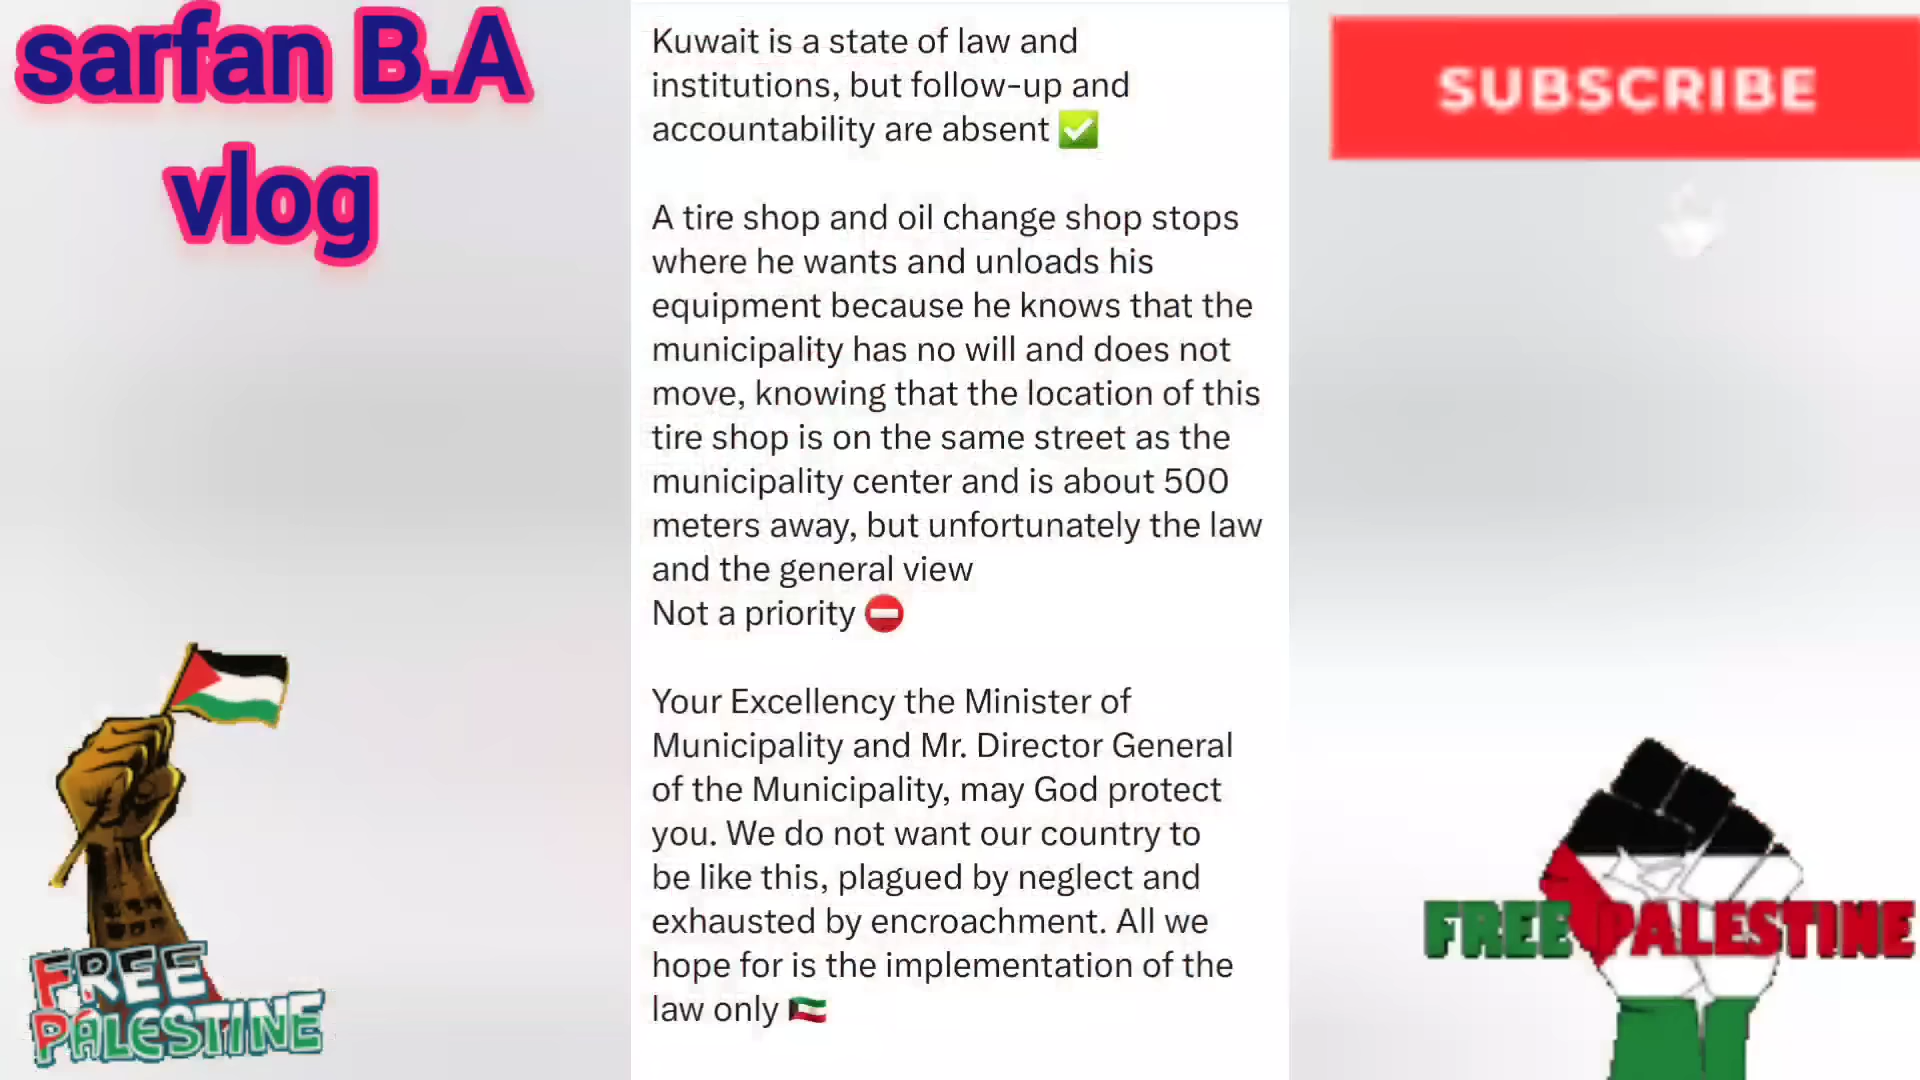 sarfan B.A
vlog
Kuwait is a state of law and
institutions, but follow-up and
accountability are absent ✅
A tire shop and oil change shop stops
where he wants and unloads his
equipment because he knows that the
municipality has no will and does not
move, knowing that the location of this
tire shop is on the same street as the
municipality center and is about 500
meters away, but unfortunately the law
and the general view
Not a priority ⛔
Your Excellency the Minister of
Municipality and Mr. Director General
of the Municipality, may God protect
you. We do not want our country to
be like this, plagued by neglect and
exhausted by encroachment. All we
hope for is the implementation of the
law only 🇰🇼
SUBSCRIBE
FREE
PALESTINE
FREE PALESTINE